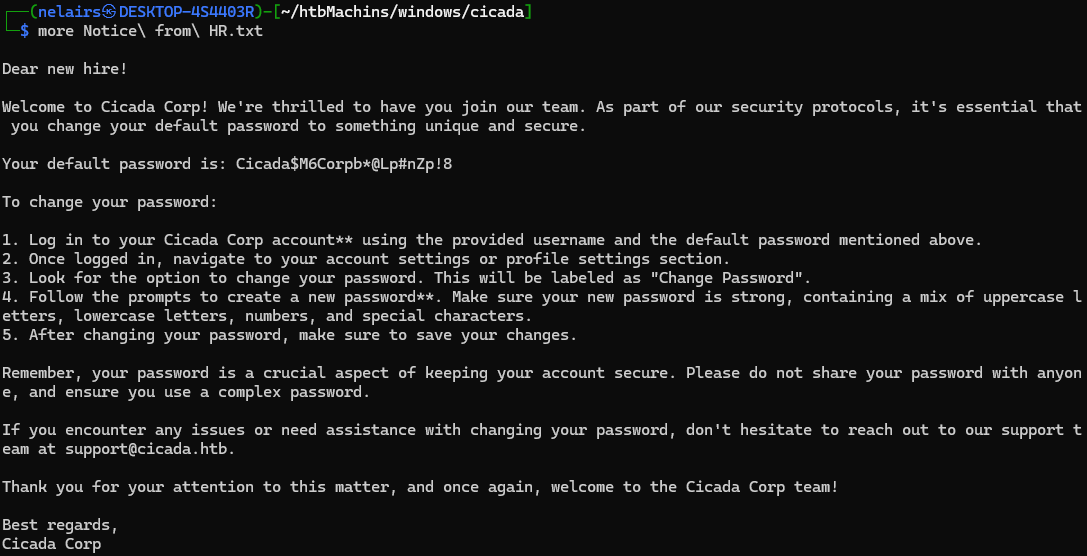 ┌──(nelairs㉿DESKTOP-4S4403R)-[~/htbMachins/windows/cicada]
└─$ more Notice\ from\ HR.txt
Dear new hire!
Welcome to Cicada Corp! We're thrilled to have you join our team. As part of our security protocols, it's essential that
 you change your default password to something unique and secure.
Your default password is: Cicada$M6Corpb*@Lp#nZp!8
To change your password:
1. Log in to your Cicada Corp account** using the provided username and the default password mentioned above.
2. Once logged in, navigate to your account settings or profile settings section.
3. Look for the option to change your password. This will be labeled as "Change Password".
4. Follow the prompts to create a new password**. Make sure your new password is strong, containing a mix of uppercase l
etters, lowercase letters, numbers, and special characters.
5. After changing your password, make sure to save your changes.
Remember, your password is a crucial aspect of keeping your account secure. Please do not share your password with anyon
e, and ensure you use a complex password.
If you encounter any issues or need assistance with changing your password, don't hesitate to reach out to our support t
eam at support@cicada.htb.
Thank you for your attention to this matter, and once again, welcome to the Cicada Corp team!
Best regards,
Cicada Corp